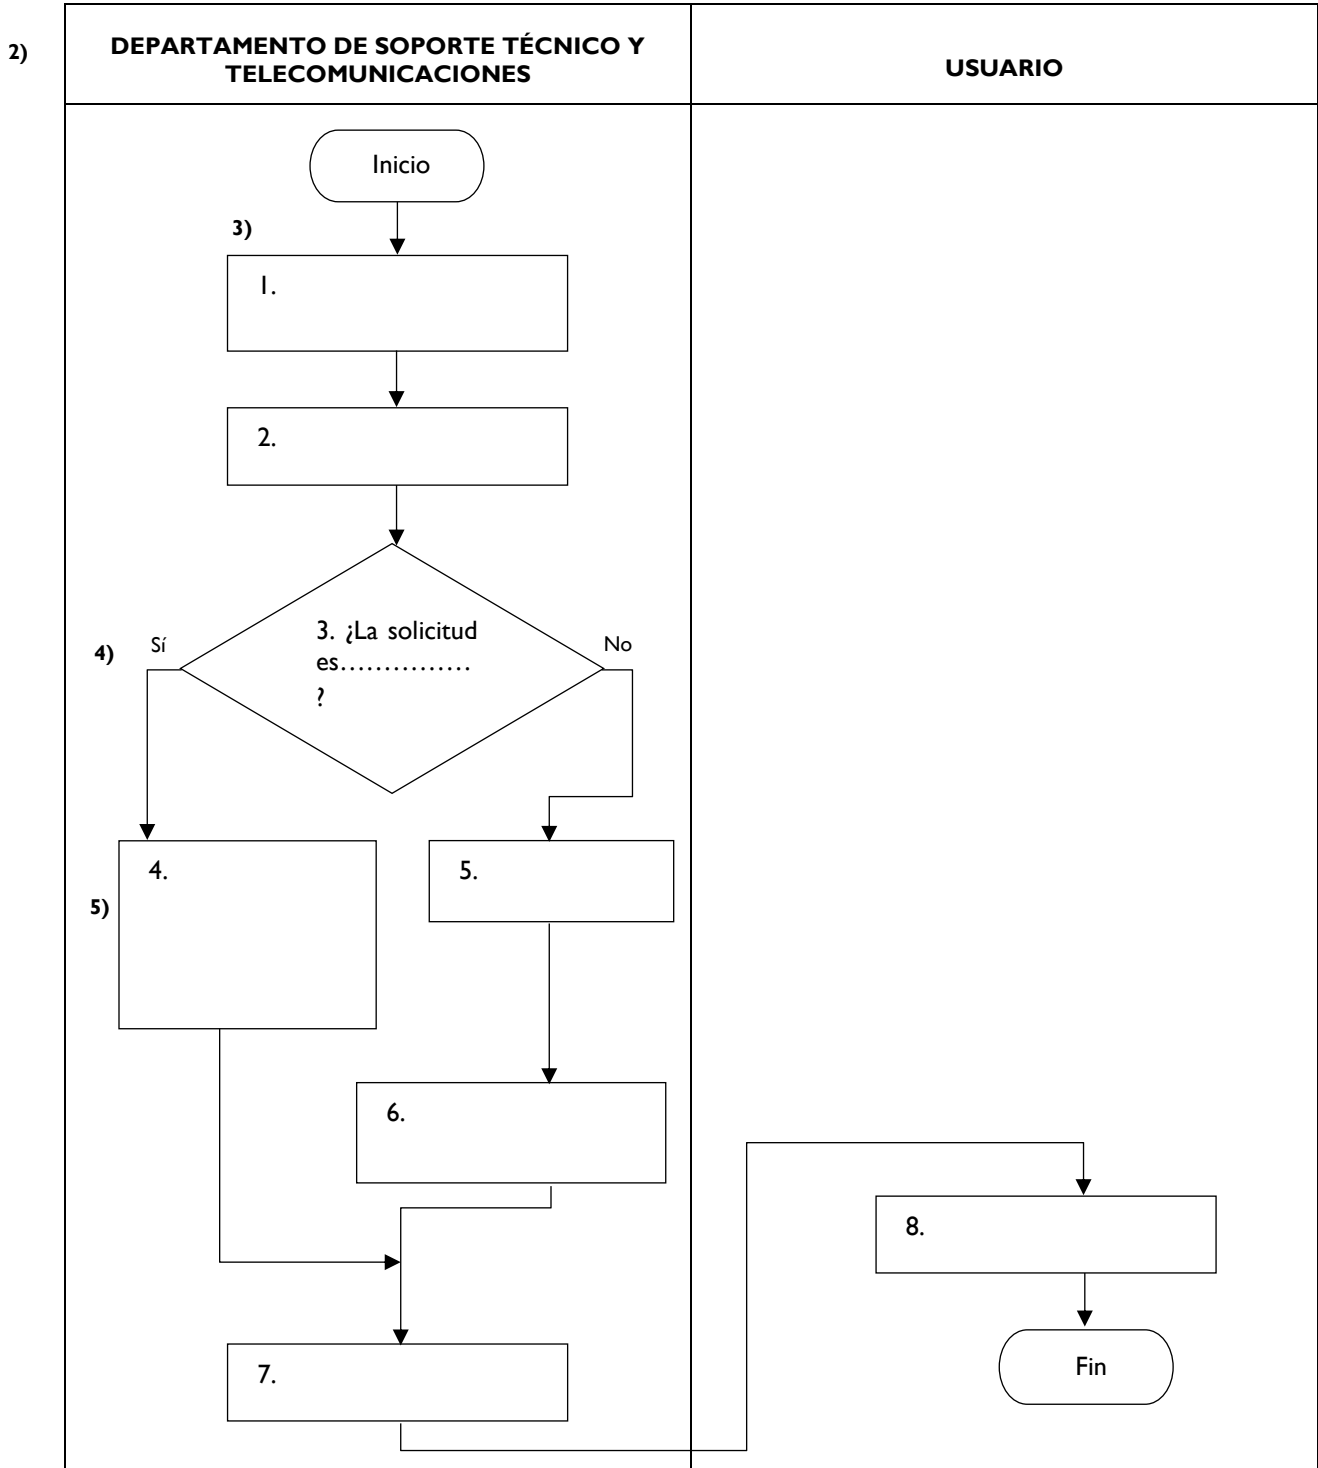 2)
DEPARTAMENTO DE SOPORTE TÉCNICO Y
TELECOMUNICACIONES
USUARIO
Inicio
3)
1.
2.
3. ¿La solicitud
es……………
?
4)
Sí
No
4.
5.
5)
6.
8.
7.
Fin